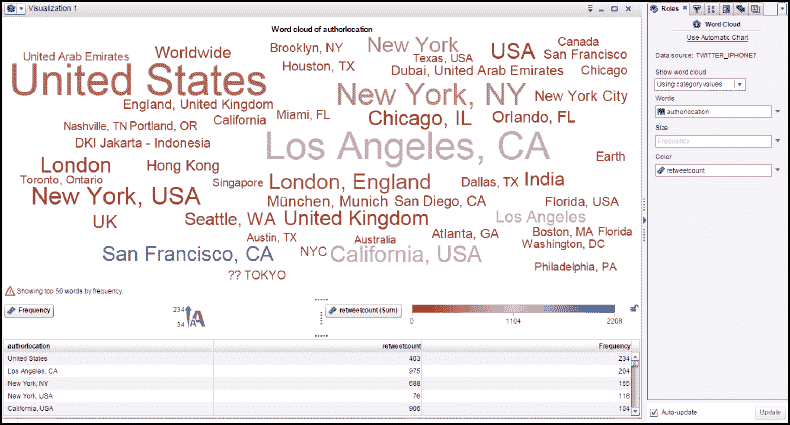 Visualization 1
Word cloud of authorlocation
United Arab Emirates
Worldwide
Brooklyn, NY
New York
USA
Canada
San Francisco
Texas, USA
United States
Houston, TX
Dubai, United Arab Emirates
Chicago
England, United Kingdom
New York, NY
New York City
California
Miami, FL
Chicago, IL
Orlando, FL
Nashville, TN
Portland, OR
DKI Jakarta - Indonesia
Los Angeles, CA
London
Hong Kong
Earth
Toronto, Ontario
Singapore
London, England
Dallas, TX
India
New York, USA
München, Munich
San Diego, CA
Florida, USA
UK
Seattle, WA
United Kingdom
Los Angeles
Austin, TX
Australia
Atlanta, GA
Boston, MA
Florida
Washington, DC
San Francisco, CA
NYC
California, USA
?? TOKYO
Philadelphia, PA
Showing top 50 words by frequency.
Frequency
234
34
retweetcount (Sum)
0
1104
2208
authorlocation retweetcount Frequency
United States 403 234
Los Angeles, CA 975 204
New York, NY 688
New York, USA 76
California, USA 906 104
Roles
Word Cloud
Use Automatic Chart
Data source: TWITTER_IPHONE7
Show word cloud
Using category values
Words
authorlocation
Size
Frequency
Color
retweetcount
Auto-update
Update